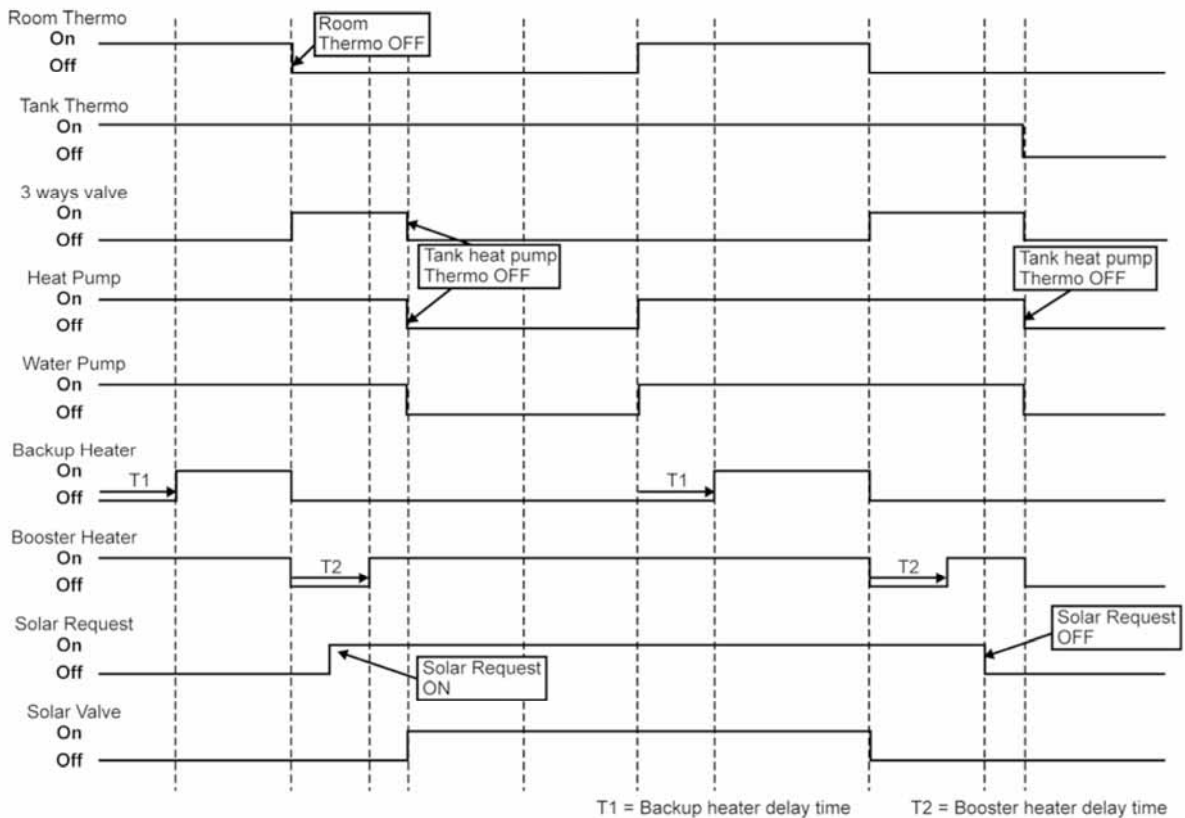 Room Thermo
On
Off
Room
Thermo OFF
Tank Thermo
On
Off
3 ways valve
On
Off
Tank heat pump
Thermo OFF
Tank heat pump
Thermo OFF
Heat Pump
On
Off
Water Pump
On
Off
Backup Heater
On
T1
T1
Off
Booster Heater
On
T2
T2
Off
Solar Request
On
Off
Solar Request
ON
Solar Request
OFF
Solar Valve
On
Off
T1 = Backup heater delay time
T2 = Booster heater delay time